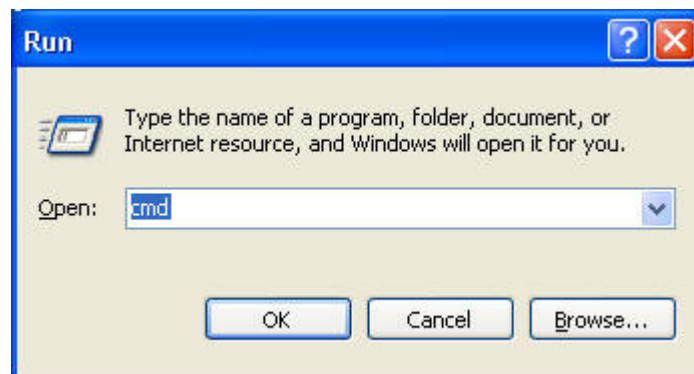 Run
Type the name of a program, folder, document, or
Internet resource, and Windows will open it for you.
Open: cmd
OK Cancel Browse...